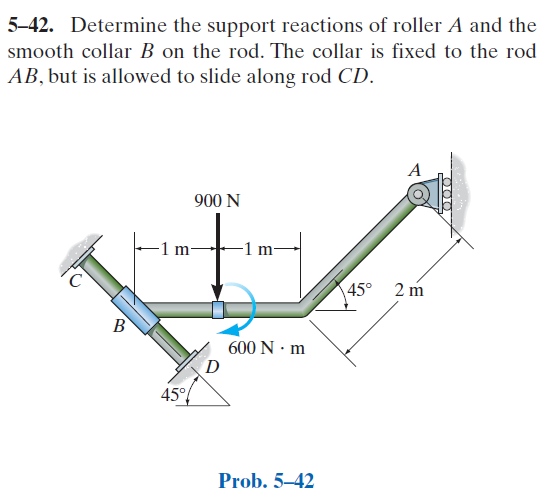 5–42. Determine the support reactions of roller A and the
smooth collar B on the rod. The collar is fixed to the rod
AB, but is allowed to slide along rod CD.
A
900 N
1 m
1 m
C
45°
2 m
B
600 N · m
D
45°
Prob. 5–42